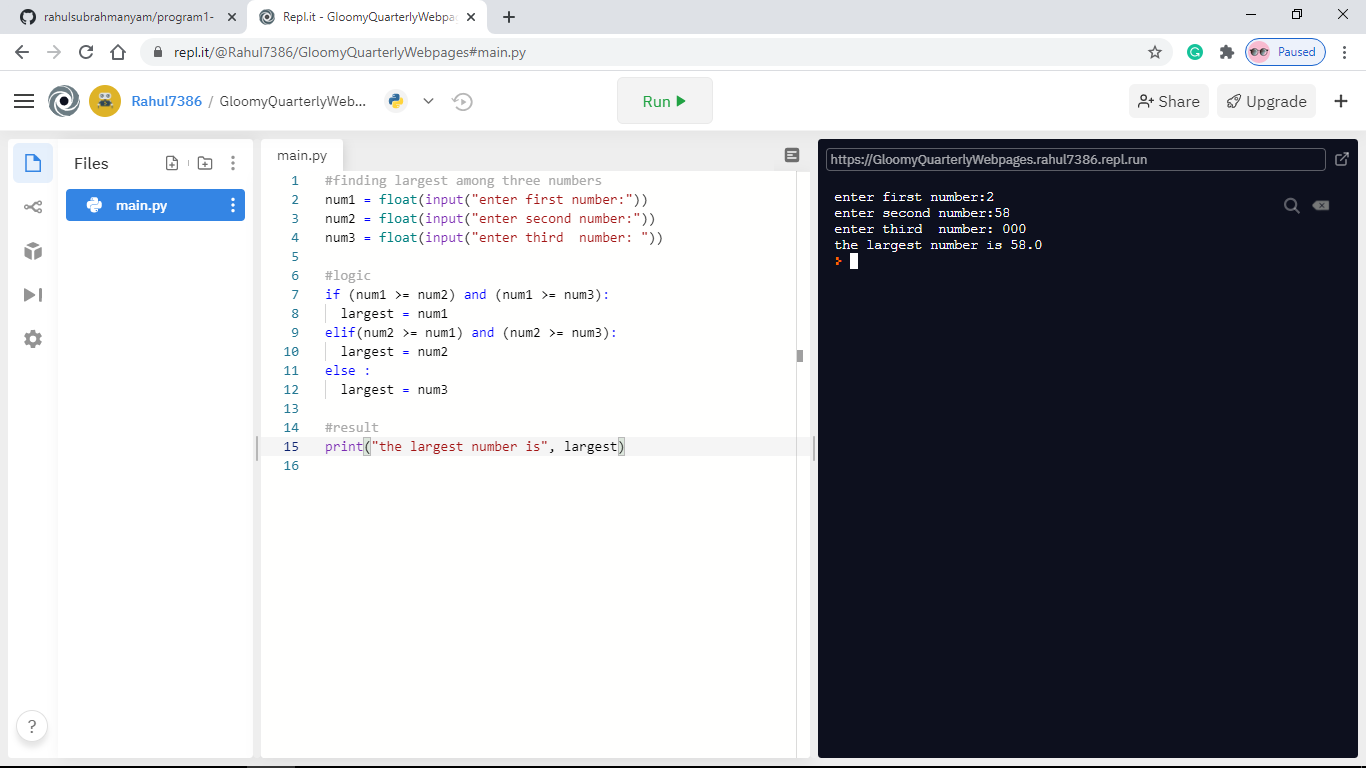 rahulsubrahmanyam/program1-
Repl.it - GloomyQuarterlyWebpa
repl.it/@Rahul7386/GloomyQuarterlyWebpages#main.py
Paused
Rahul7386 / GloomyQuarterlyWeb...
Run
Share
Upgrade
Files
main.py
main.py
1 #finding largest among three numbers
2 num1 = float(input("enter first number:"))
3 num2 = float(input("enter second number:"))
4 num3 = float(input("enter third  number: "))
5
6 #logic
7 if (num1 >= num2) and (num1 >= num3):
8   largest = num1
9 elif(num2 >= num1) and (num2 >= num3):
10   largest = num2
11 else :
12   largest = num3
13
14 #result
15 print("the largest number is", largest)
16
https://GloomyQuarterlyWebpages.rahul7386.repl.run
enter first number:2
enter second number:58
enter third  number: 000
the largest number is 58.0
?